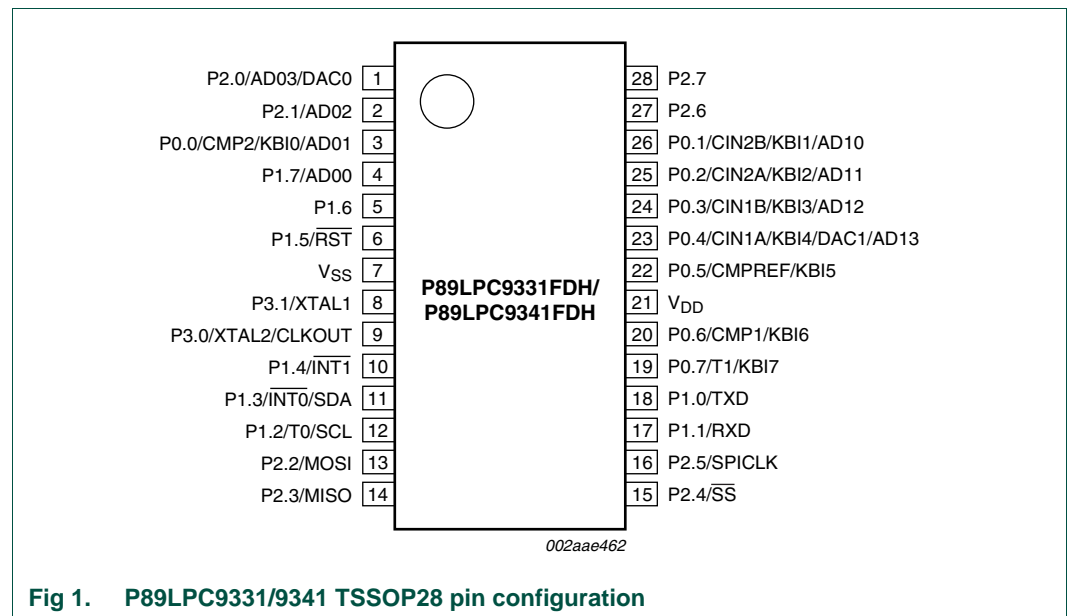 P2.0/AD03/DAC0 1
P2.1/AD02 2
P0.0/CMP2/KBI0/AD01 3
P1.7/AD00 4
P1.6 5
P1.5/R̅S̅T̅ 6
VSS 7
P3.1/XTAL1 8
P3.0/XTAL2/CLKOUT 9
P1.4/I̅N̅T̅1̅ 10
P1.3/I̅N̅T̅0̅/SDA 11
P1.2/T0/SCL 12
P2.2/MOSI 13
P2.3/MISO 14
P89LPC9331FDH/
P89LPC9341FDH
28 P2.7
27 P2.6
26 P0.1/CIN2B/KBI1/AD10
25 P0.2/CIN2A/KBI2/AD11
24 P0.3/CIN1B/KBI3/AD12
23 P0.4/CIN1A/KBI4/DAC1/AD13
22 P0.5/CMPREF/KBI5
21 VDD
20 P0.6/CMP1/KBI6
19 P0.7/T1/KBI7
18 P1.0/TXD
17 P1.1/RXD
16 P2.5/SPICLK
15 P2.4/S̅S̅
002aae462
Fig 1. P89LPC9331/9341 TSSOP28 pin configuration